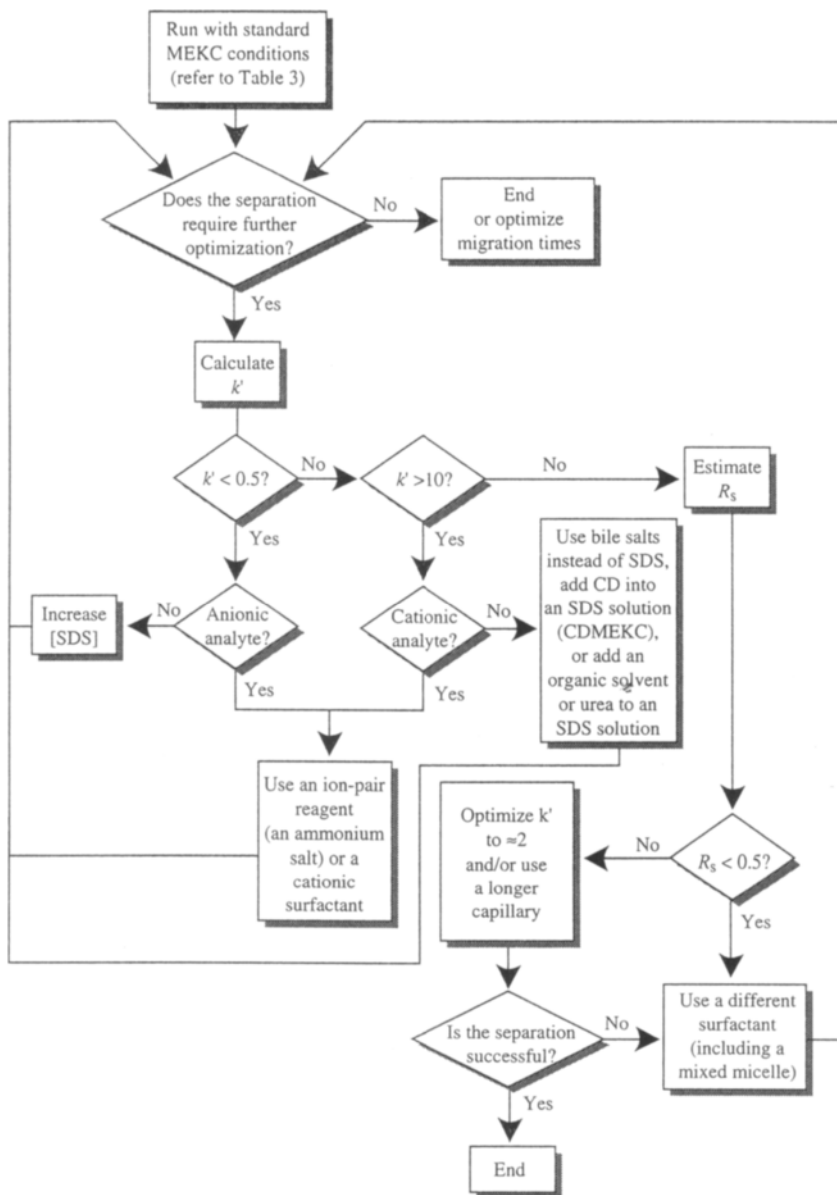 Run with standard
MEKC conditions
(refer to Table 3)
Does the separation
require further
optimization?
No
End
or optimize
migration times
Yes
Calculate
k'
k' < 0.5?
No
k' >10?
No
Estimate
Rs
Yes
Yes
Increase
[SDS]
No
Anionic
analyte?
Cationic
analyte?
No
Use bile salts
instead of SDS,
add CD into
an SDS solution
(CDMEKC),
or add an
organic solvent
or urea to an
SDS solution
Yes
Yes
Use an ion-pair
reagent
(an ammonium
salt) or a
cationic
surfactant
Optimize k'
to ≈2
and/or use
a longer
capillary
No
Rs < 0.5?
Yes
Is the separation
successful?
No
Use a different
surfactant
(including a
mixed micelle)
Yes
End